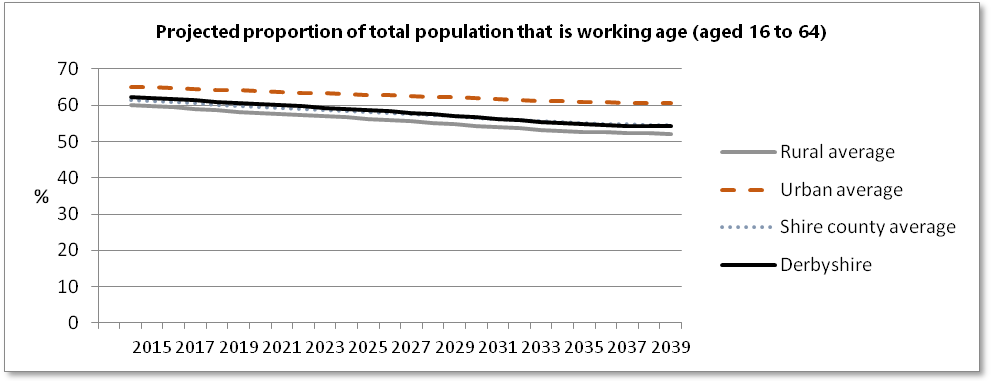 Projected proportion of total population that is working age (aged 16 to 64)
70
60
50
40
%
30
20
10
0
2015 2017 2019 2021 2023 2025 2027 2029 2031 2033 2035 2037 2039
Rural average
Urban average
Shire county average
Derbyshire